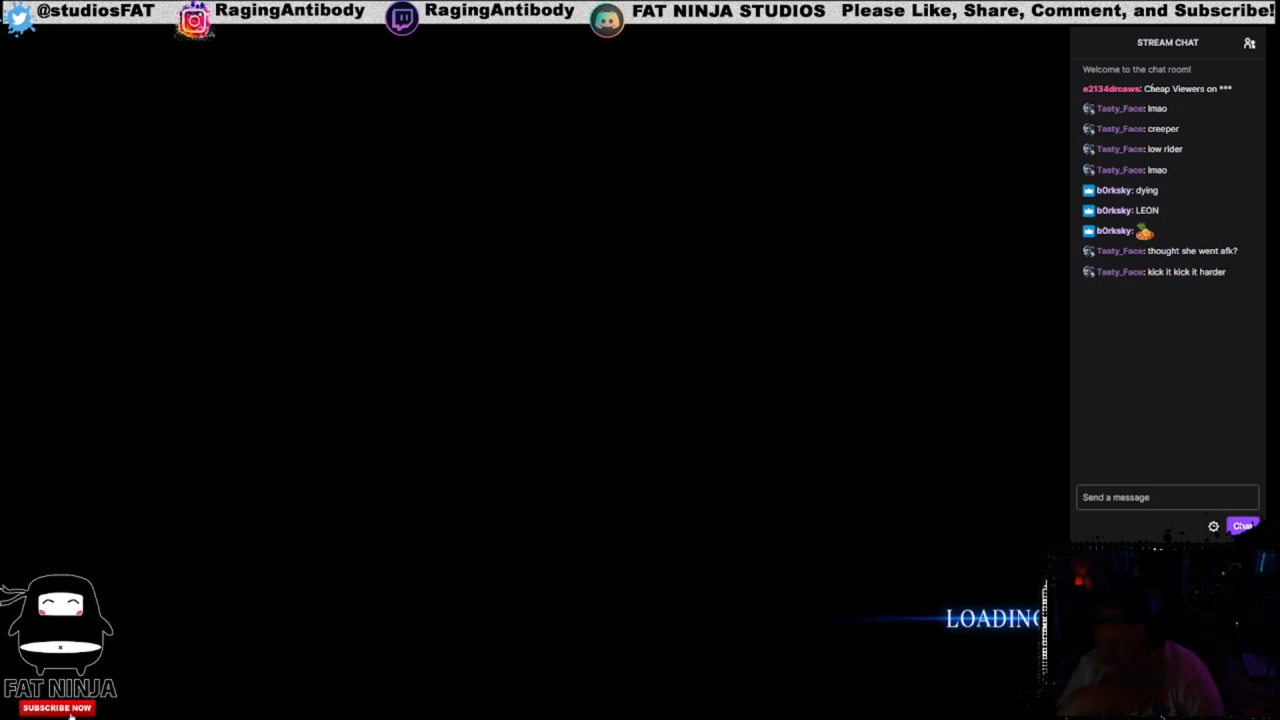 @studiosFAT RagingAntibody RagingAntibody FAT NINJA STUDIOS Please Like, Share, Comment, and Subscribe!
STREAM CHAT
Welcome to the chat room!
e2134drcaws: Cheap Viewers on ***
Tasty_Face: lmao
Tasty_Face: creeper
Tasty_Face: low rider
Tasty_Face: lmao
b0rksky: dying
b0rksky: LEON
b0rksky:
Tasty_Face: thought she went afk?
Tasty_Face: kick it kick it harder
Send a message
Chat
LOADING
FAT NINJA
SUBSCRIBE NOW